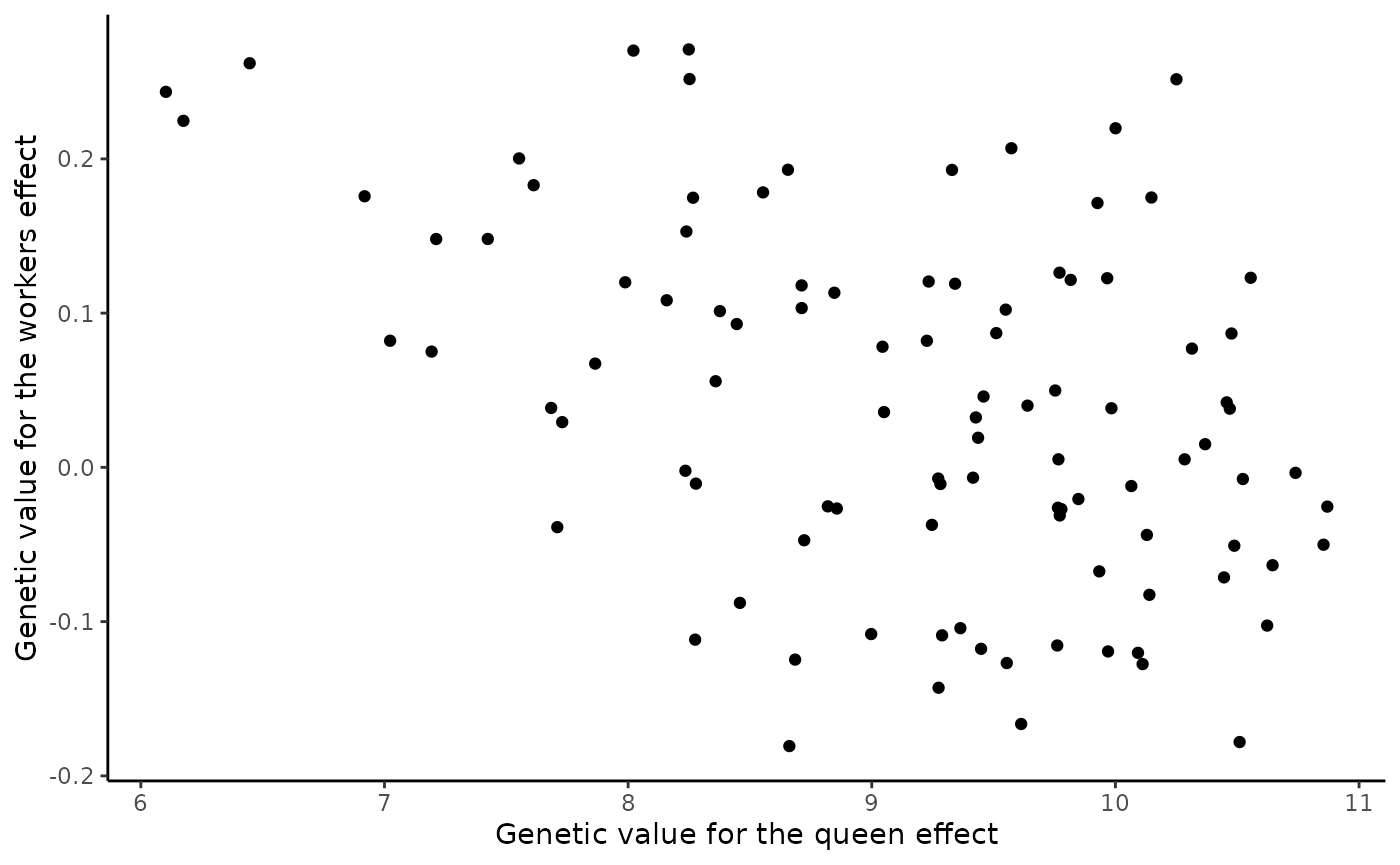 Genetic value for the workers effect
0.2
0.1
0.0
-0.1
-0.2
6 7 8 9 10 11
Genetic value for the queen effect